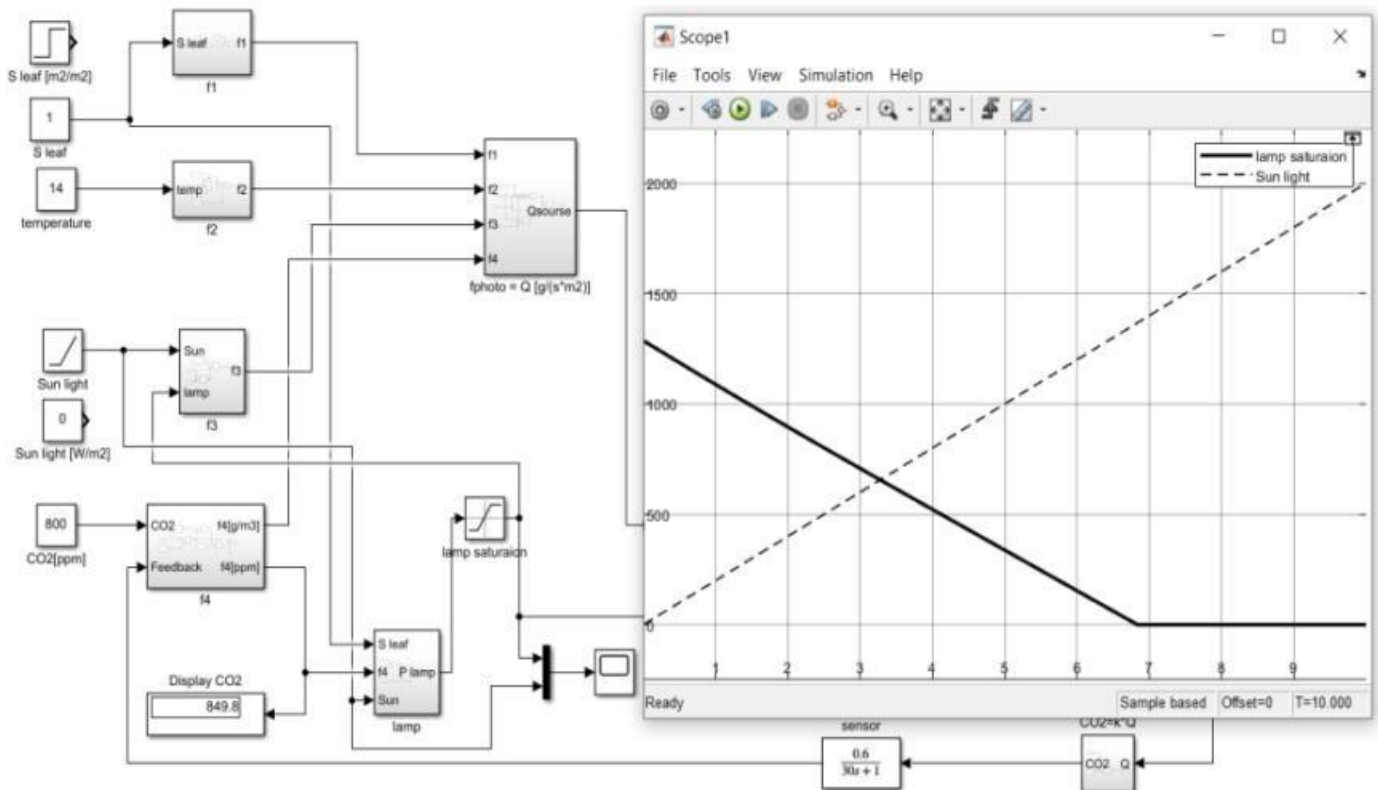 S leaf [m2/m2]
1
S leaf
14
temperature
S leaf f1
f1
temp f2
f2
f1
f2
f3
f4
Qsourse
fphoto = Q [g/(s*m2)]
Sun light
0
Sun light [W/m2]
Sun
lamp
f3
f3
800
CO2[ppm]
CO2 f4[g/m3]
Feedback f4[ppm]
f4
lamp saturaion
Display CO2
849.8
S leaf
f4 P lamp
Sun
lamp
Scope1
File Tools View Simulation Help
lamp saturaion
Sun light
2000
1500
1000
500
0
1 2 3 4 5 6 7 8 9
Ready Sample based Offset=0 T=10.000
sensor
0.6
30s + 1
CO2=k*Q
CO2 Q